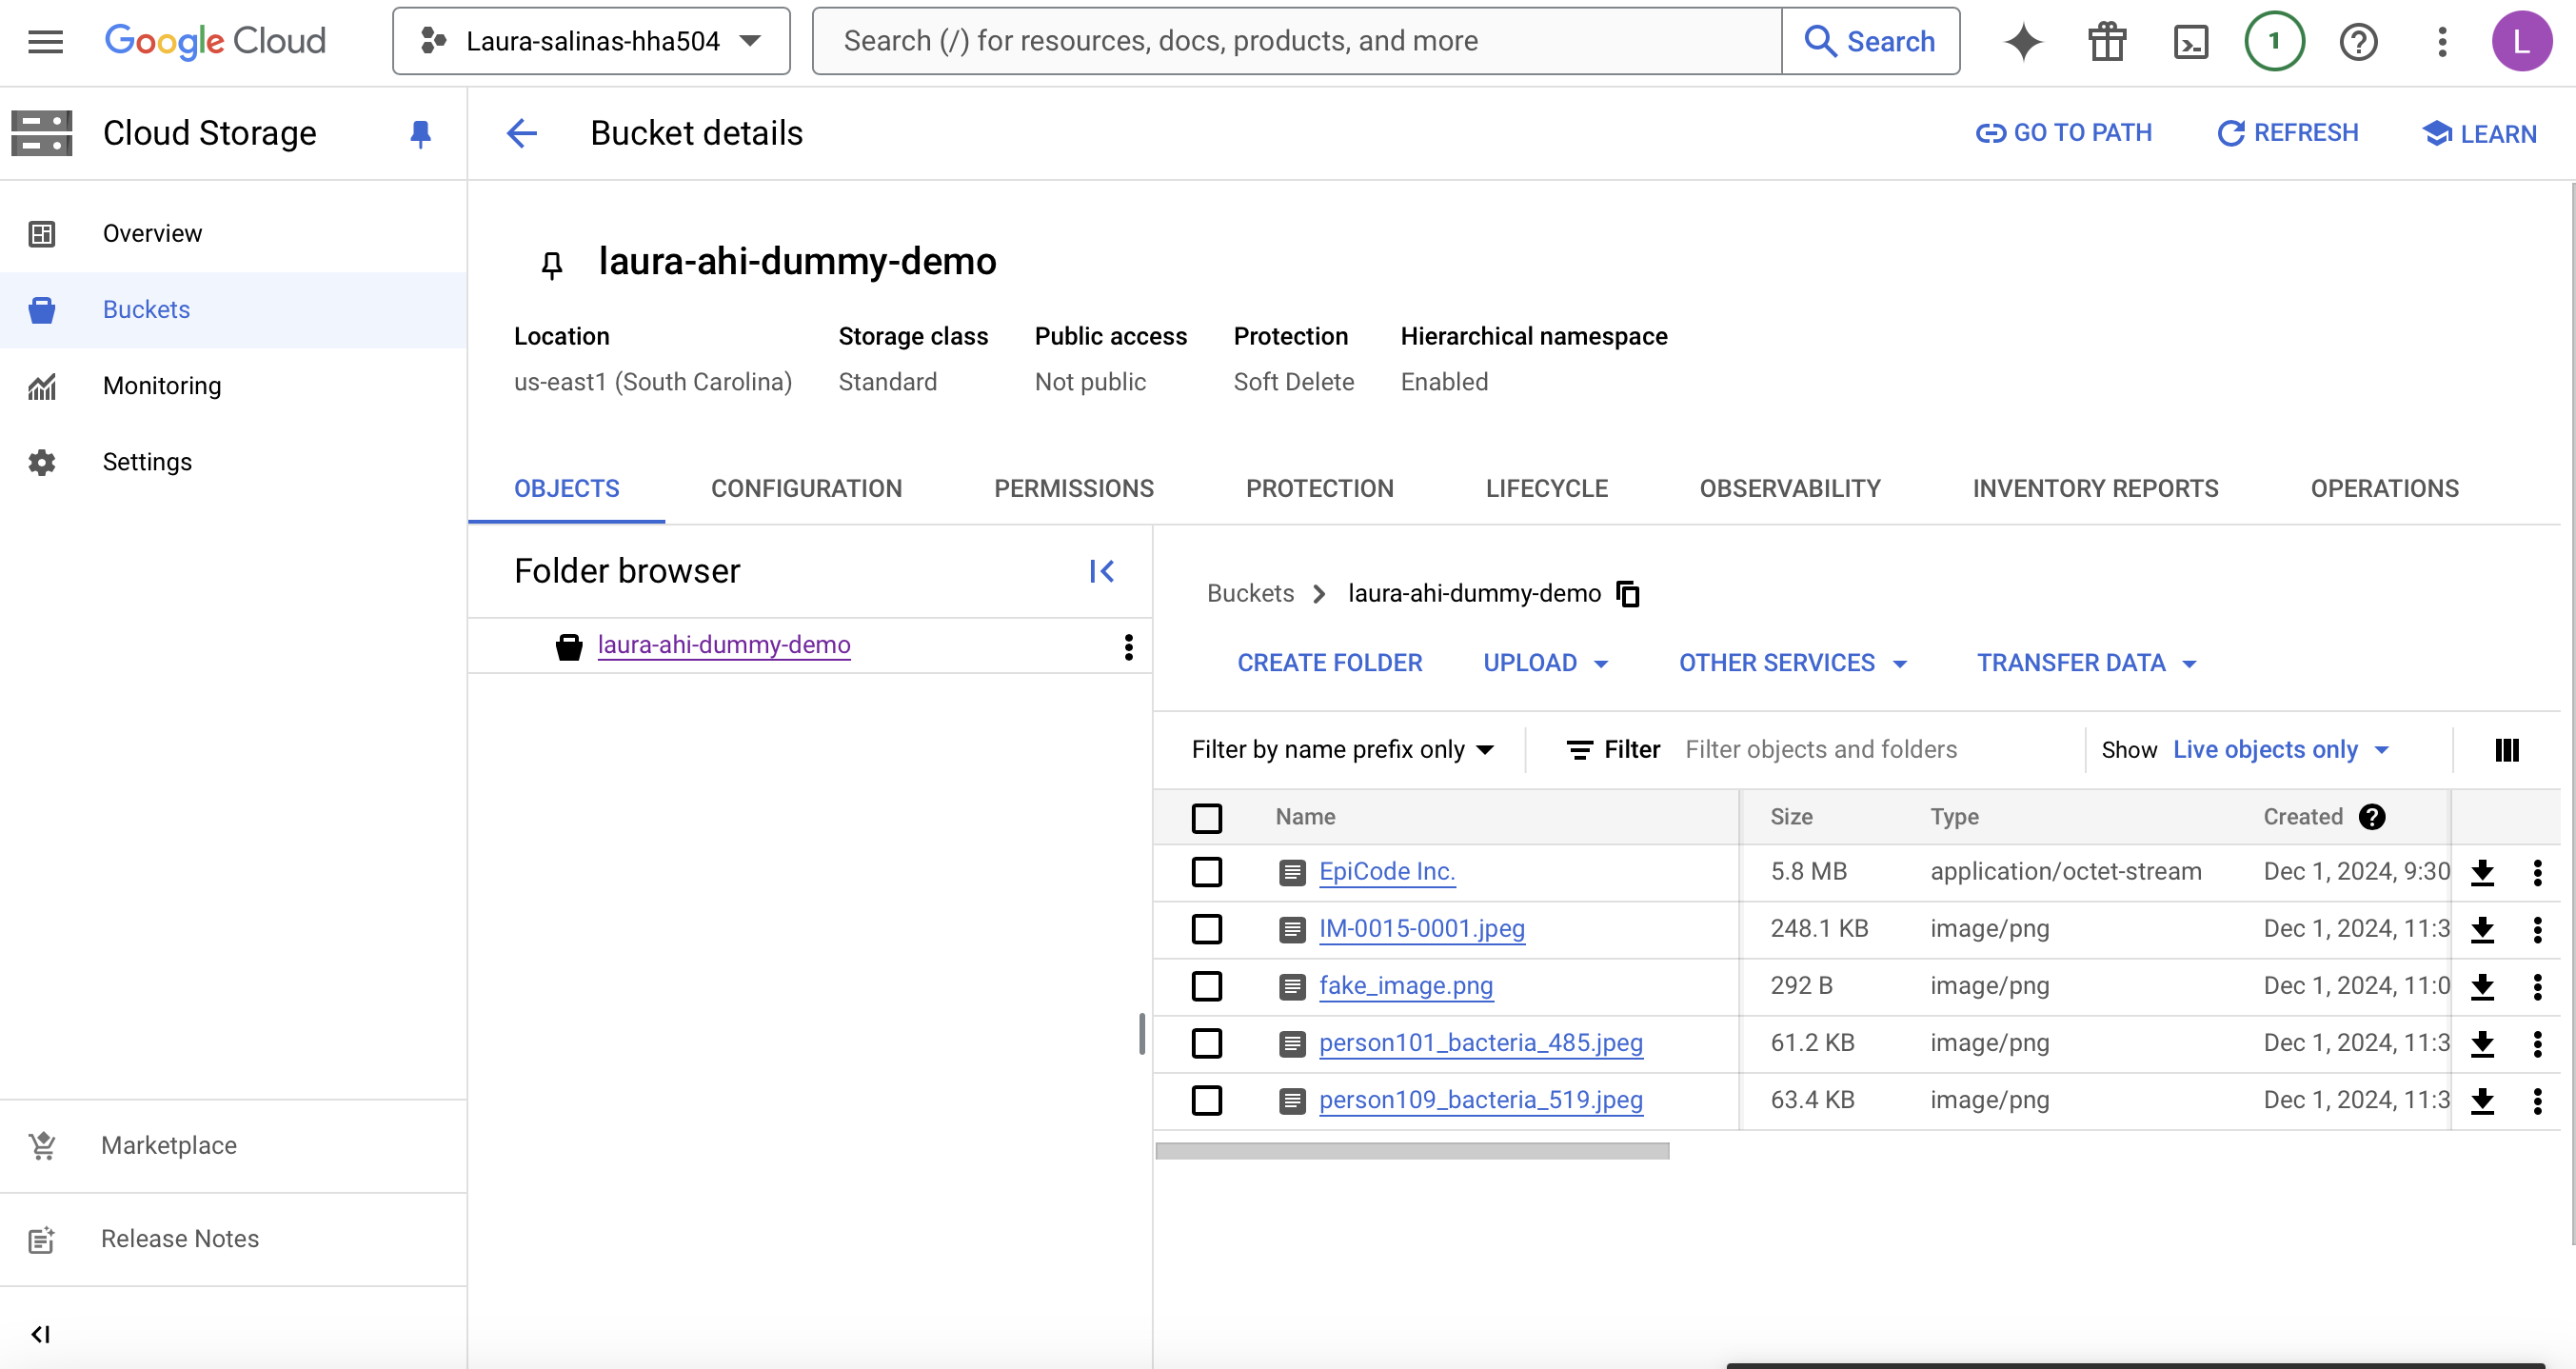 Google Cloud
Laura-salinas-hha504
Search (/) for resources, docs, products, and more
Search
1
L
Cloud Storage
Bucket details
GO TO PATH
REFRESH
LEARN
Overview
Buckets
Monitoring
Settings
Marketplace
Release Notes
laura-ahi-dummy-demo
Location Storage class Public access Protection Hierarchical namespace
us-east1 (South Carolina) Standard Not public Soft Delete Enabled
OBJECTS CONFIGURATION PERMISSIONS PROTECTION LIFECYCLE OBSERVABILITY INVENTORY REPORTS OPERATIONS
Folder browser
laura-ahi-dummy-demo
Buckets laura-ahi-dummy-demo
CREATE FOLDER UPLOAD OTHER SERVICES TRANSFER DATA
Filter by name prefix only Filter Filter objects and folders Show Live objects only
Name Size Type Created
EpiCode Inc. 5.8 MB application/octet-stream Dec 1, 2024, 9:30
IM-0015-0001.jpeg 248.1 KB image/png Dec 1, 2024, 11:3
fake_image.png 292 B image/png Dec 1, 2024, 11:0
person101_bacteria_485.jpeg 61.2 KB image/png Dec 1, 2024, 11:3
person109_bacteria_519.jpeg 63.4 KB image/png Dec 1, 2024, 11:3